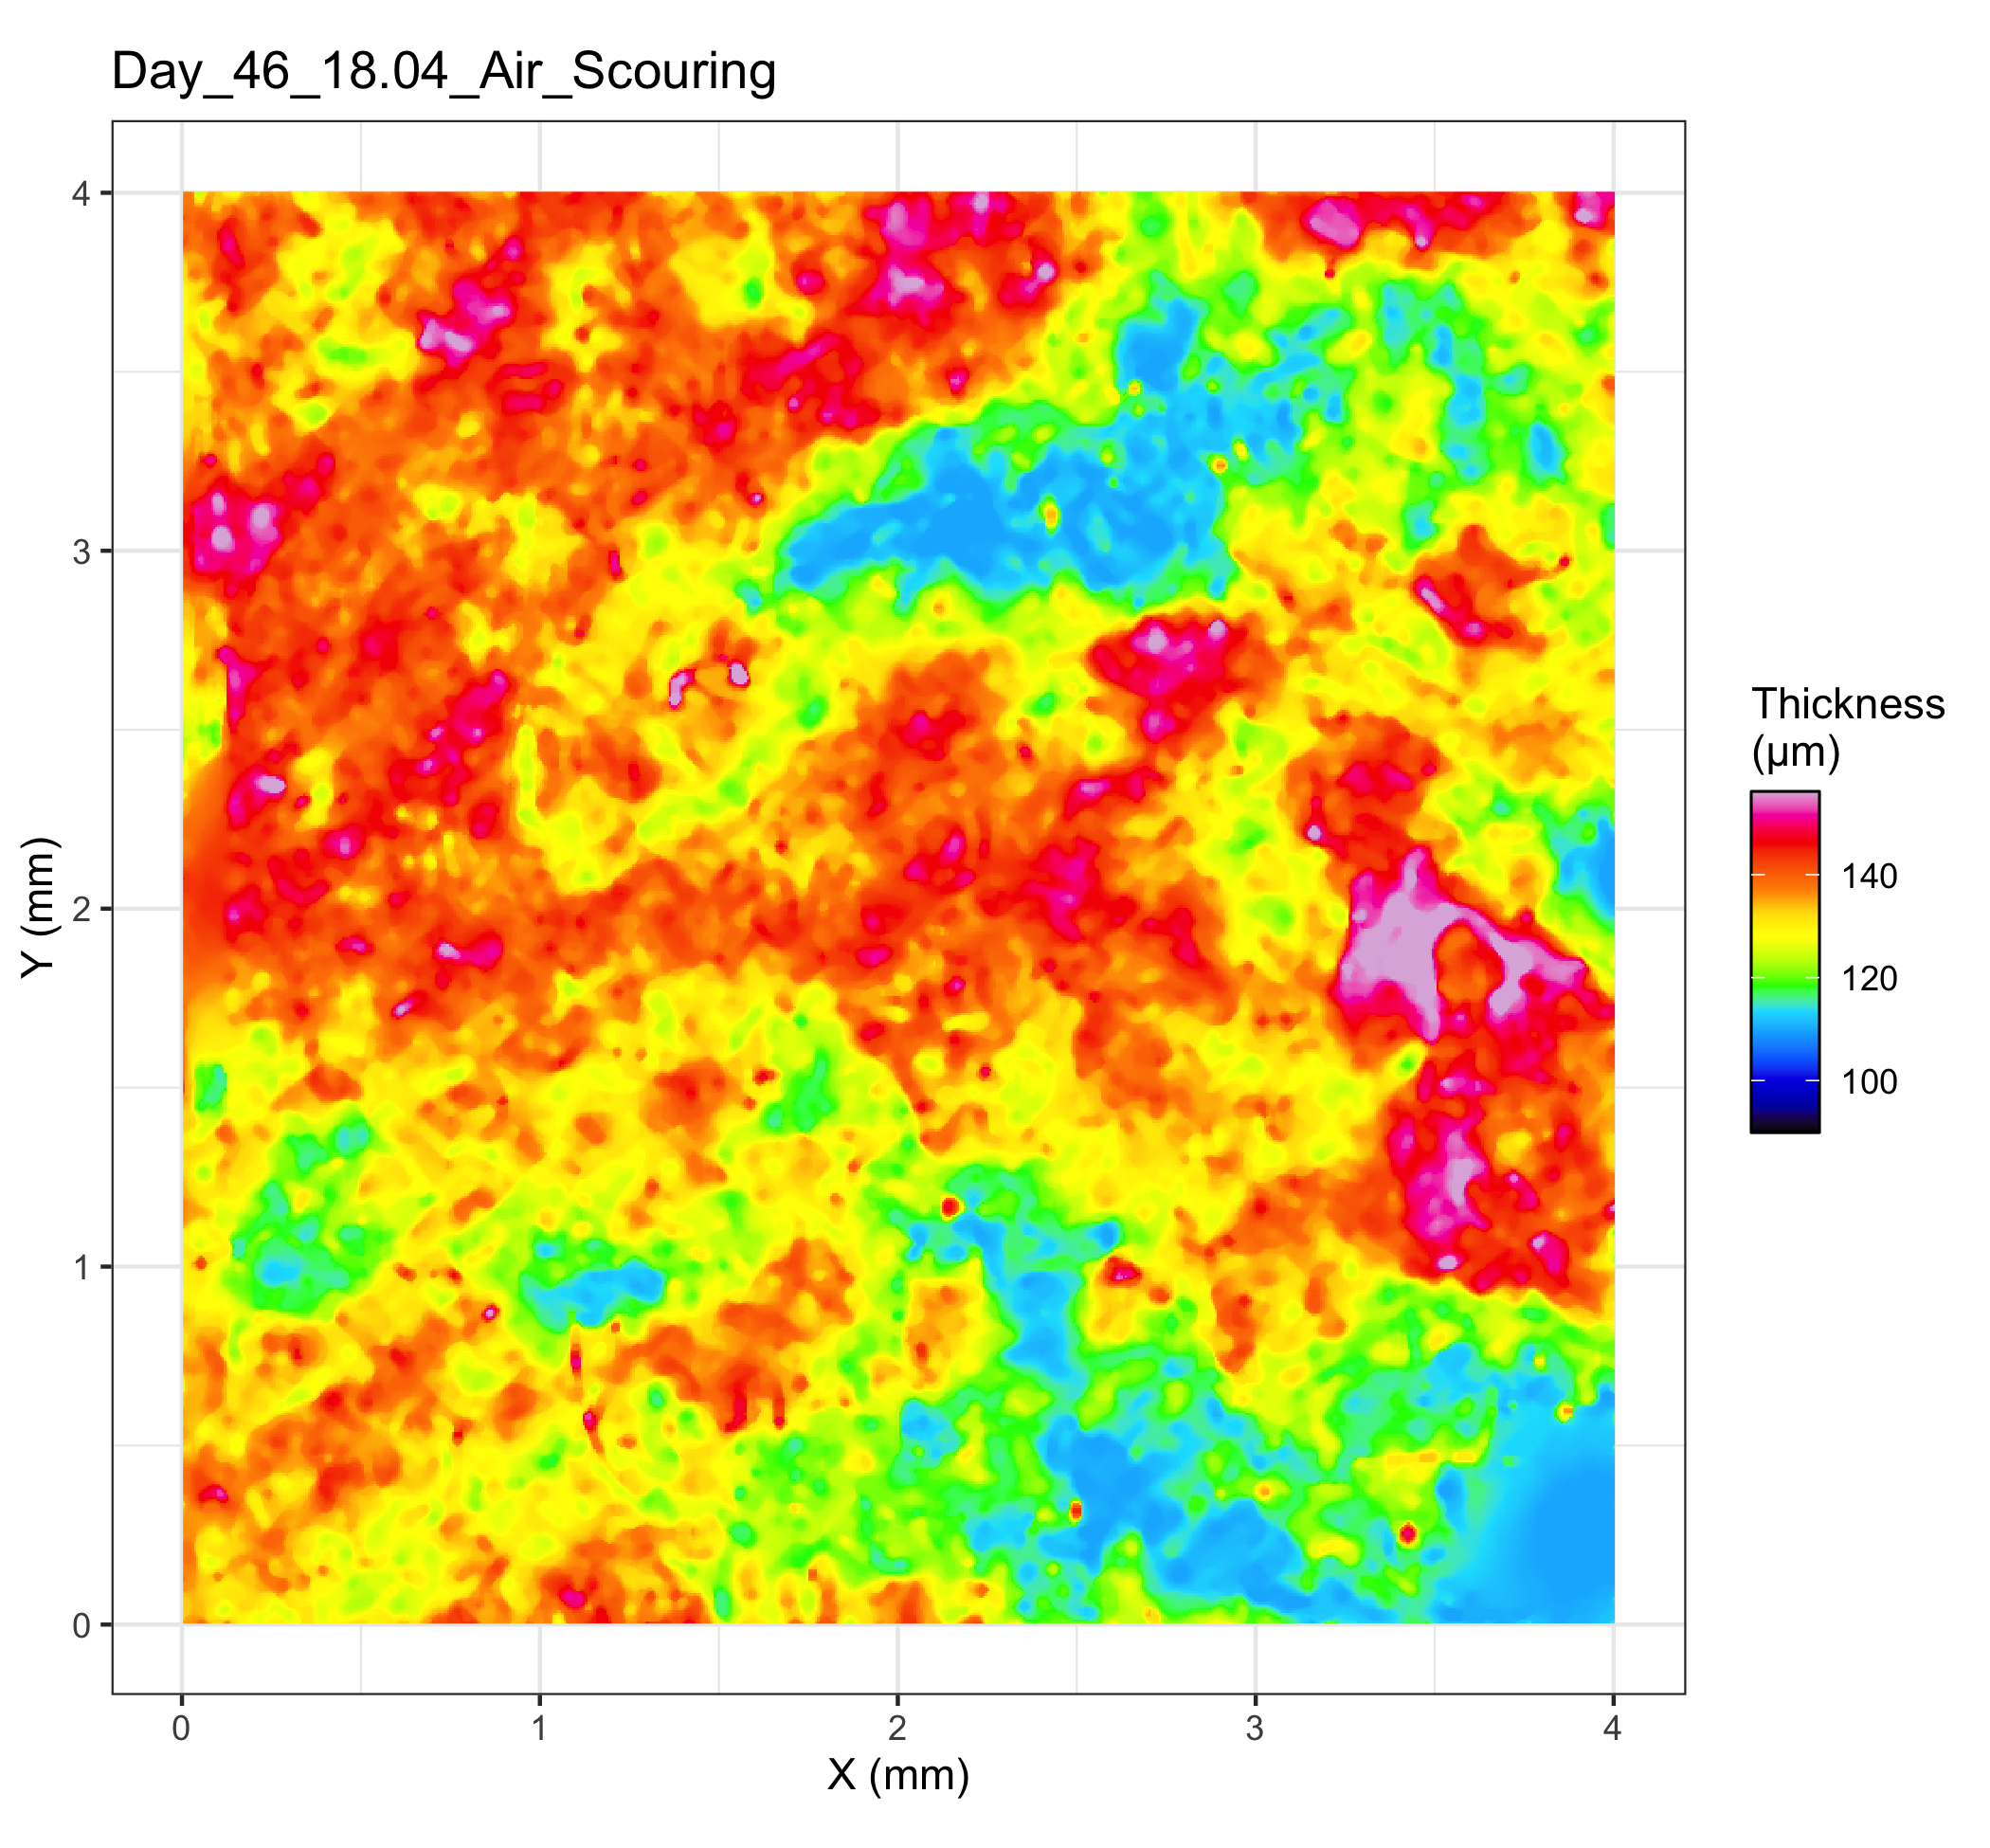 Day_46_18.04_Air_Scouring
4
3
2
1
0
Y (mm)
0 1 2 3 4
X (mm)
Thickness
(μm)
140
120
100